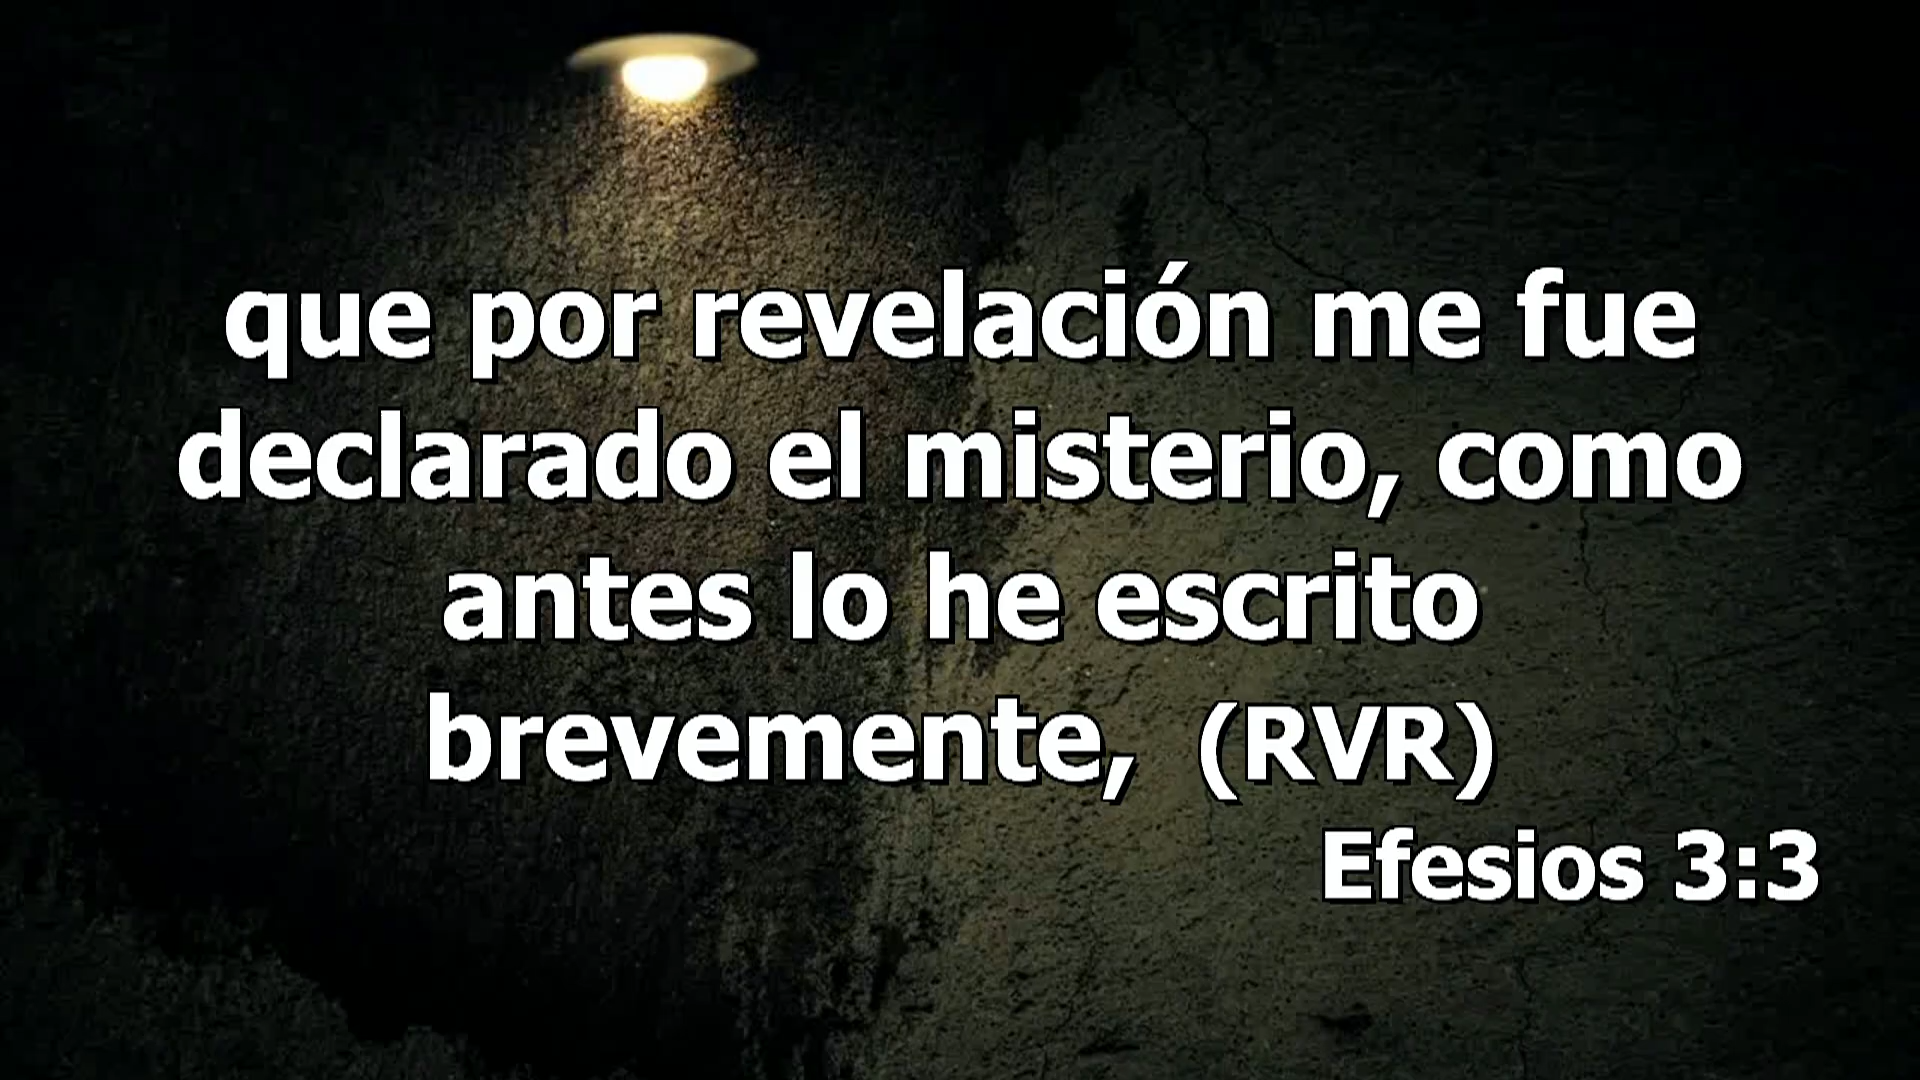 que por revelación me fue
declarado el misterio, como
antes lo he escrito
brevemente,  (RVR)
Efesios 3:3